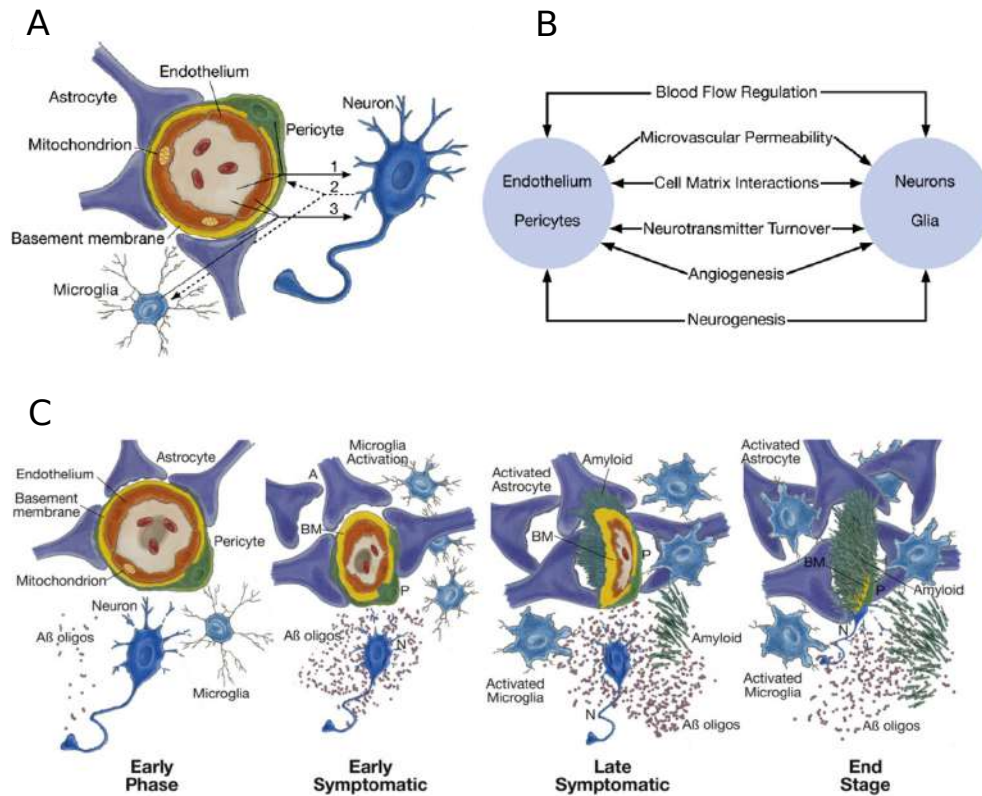 A
Endothelium
Astrocyte
Neuron
Pericyte
Mitochondrion
1
2
3
Basement membrane
Microglia
B
Blood Flow Regulation
Microvascular Permeability
Endothelium
Cell Matrix Interactions
Neurons
Pericytes
Neurotransmitter Turnover
Glia
Angiogenesis
Neurogenesis
C
Astrocyte
Endothelium
Basement
membrane
Pericyte
Mitochondrion
Neuron
Aß oligos
Microglia
Early
Phase
Microglia
Activation
A
BM
P
Aß oligos
N
Early
Symptomatic
Activated
Astrocyte
Amyloid
BM
P
Amyloid
Activated
Microglia
N
Aß oligos
Late
Symptomatic
Activated
Astrocyte
BM
P
Amyloid
N
Activated
Microglia
Aß oligos
End
Stage